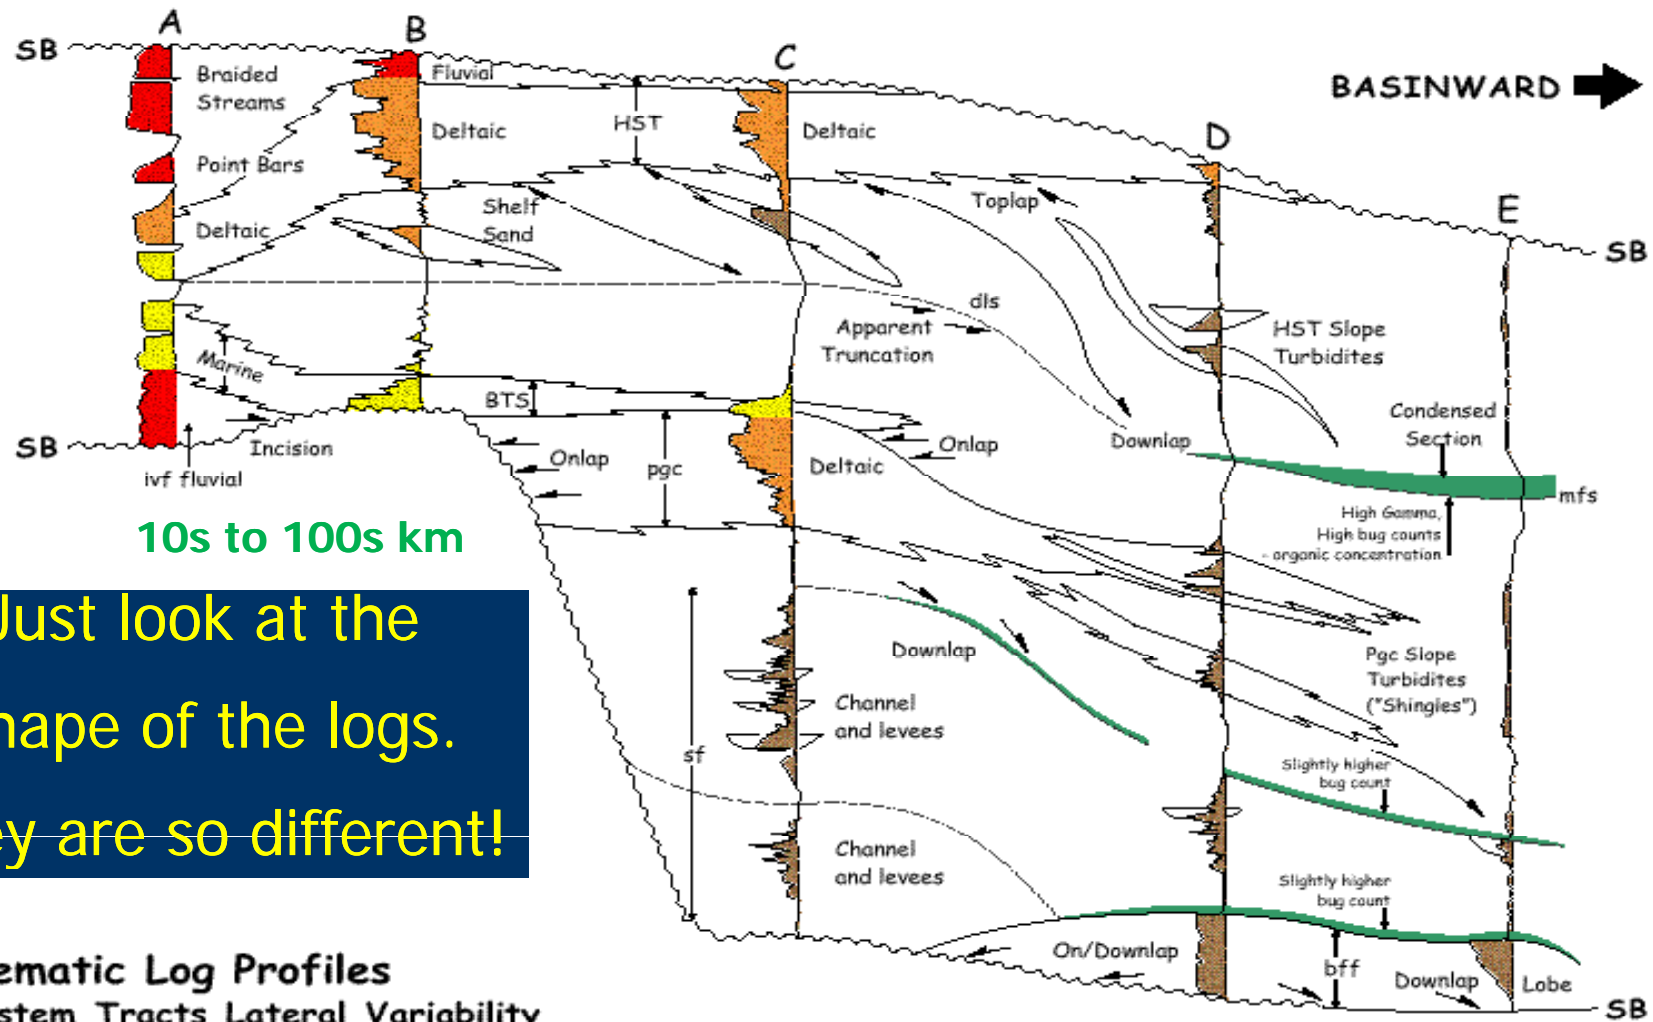 A
B
C
D
E
SB
BASINWARD
Braided
Streams
Fluvial
HST
Deltaic
Deltaic
Point Bars
Toplap
Shelf
Sand
Deltaic
SB
dls
Apparent
Truncation
HST Slope
Turbidites
Marine
BTS
Condensed
Section
Downlap
SB
Incision
Onlap
pgc
Onlap
Deltaic
ivf fluvial
mfs
High Gamma,
High bug counts
- organic concentration
10s to 100s km
Just look at the
hape of the logs.
ey are so different!
Downlap
Pgc Slope
Turbidites
("Shingles")
Channel
and levees
sf
Slightly higher
bug count
Channel
and levees
Slightly higher
bug count
On/Downlap
bff
Downlap
Lobe
SB
ematic Log Profiles
stem Tracts Lateral Variability